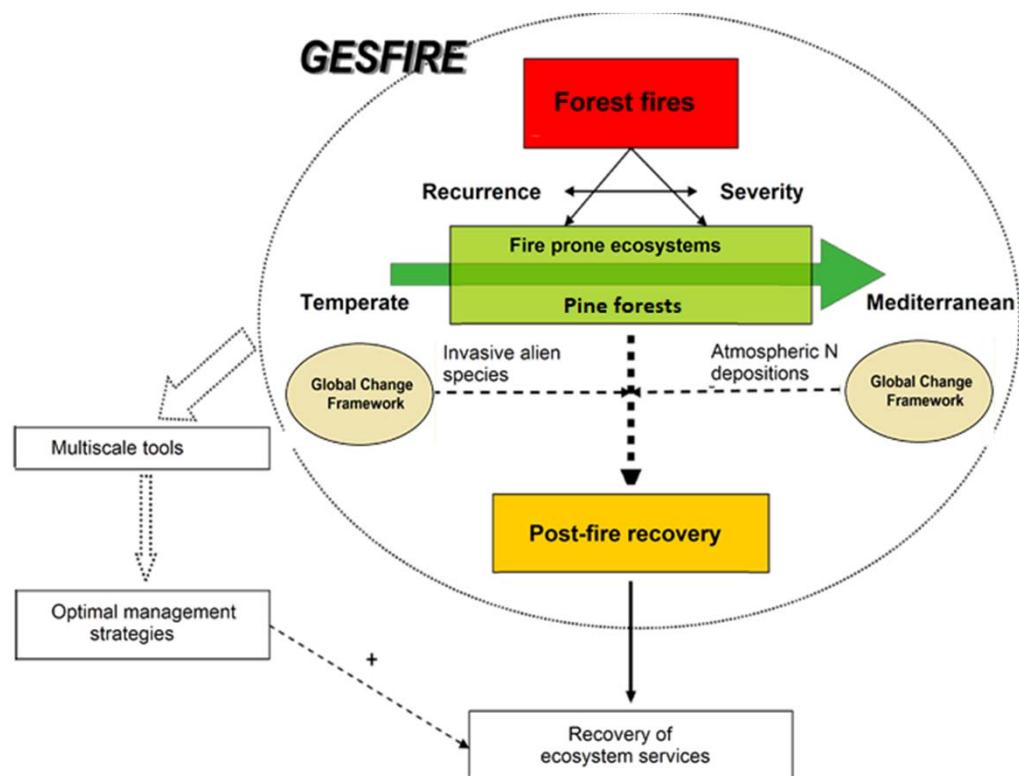 GESFIRE
Forest fires
Recurrence
Severity
Fire prone ecosystems
Pine forests
Temperate
Mediterranean
Invasive alien
species
Atmospheric N
depositions
Global Change
Framework
Global Change
Framework
Multiscale tools
Post-fire recovery
Optimal management
strategies
+
Recovery of
ecosystem services